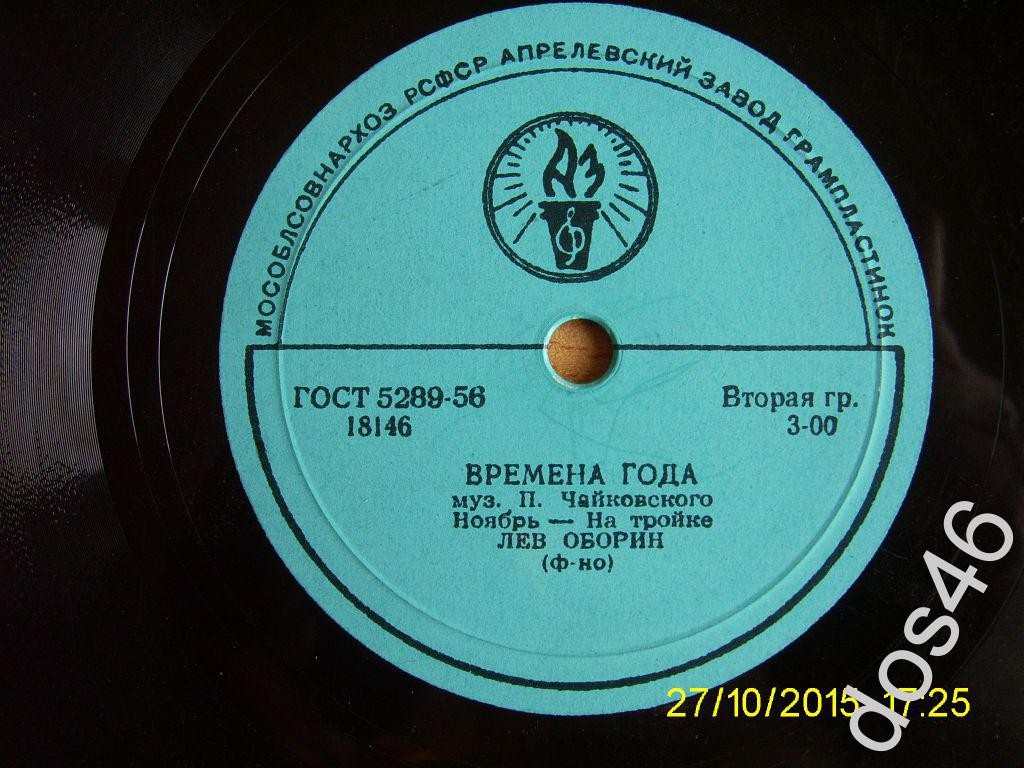 МОСОБЛСОВНАРХОЗ РСФСР АПРЕЛЕВСКИЙ ЗАВОД ГРАМПЛАСТИНОК
АЗ
ГОСТ 5289-56
Вторая гр.
18146
3-00
ВРЕМЕНА ГОДА
муз. П. Чайковского
Ноябрь — На тройке
ЛЕВ ОБОРИН
(ф-но)
dos46
27/10/2015 17:25